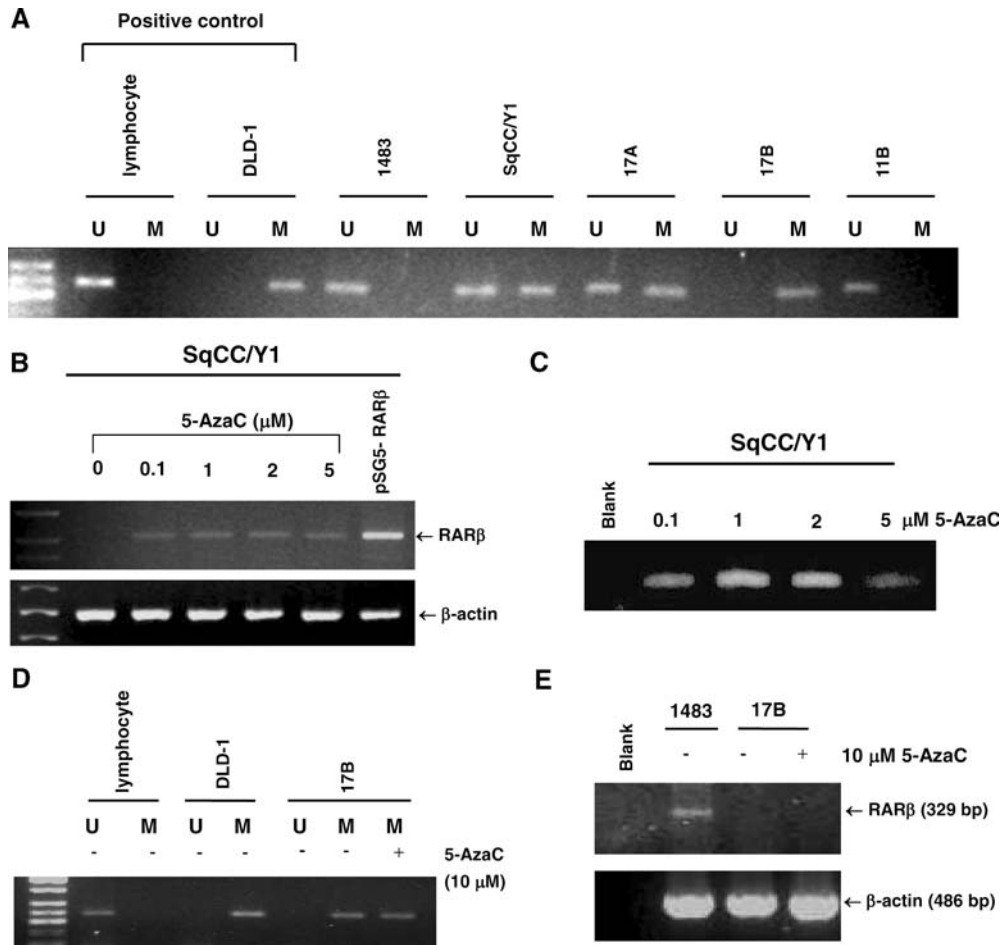 A
Positive control
lymphocyte
DLD-1
1483
SqCC/Y1
17A
17B
11B
U M U M U M U M U M U M U M
B
SqCC/Y1
5-AzaC (μM)
pSG5- RARβ
0 0.1 1 2 5
← RARβ
← β-actin
C
SqCC/Y1
Blank
0.1 1 2 5 μM 5-AzaC
D
lymphocyte
DLD-1
17B
U M U M U M M
- - - - - - + 5-AzaC
(10 μM)
E
Blank
1483 17B
- - + 10 μM 5-AzaC
← RARβ (329 bp)
← β-actin (486 bp)